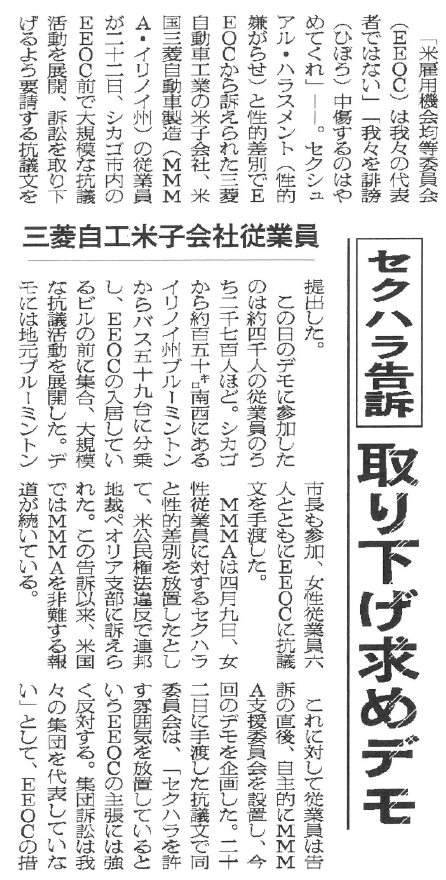 セクハラ告訴
取り下げ求めデモ
三菱自工米子会社従業員
「米雇用機会均等委員会
(EEOC)は我々の代表
者ではない」「我々を誹謗
(ひぼう)中傷するのはや
めてくれ」――。セクシュ
アル・ハラスメント(性的
嫌がらせ)と性的差別でE
EOCから訴えられた三菱
自動車工業の米子会社、米
国三菱自動車製造(MMM
A・イリノイ州)の従業員
が二十二日、シカゴ市内の
EEOC前で大規模な抗議
活動を展開、訴訟を取り下
げるよう要請する抗議文を
提出した。
この日のデモに参加した
のは約四千人の従業員のう
ち二千七百人ほど。シカゴ
から約百五十㌔南西にある
イリノイ州ブルーミントン
からバス五十九台に分乗
し、EEOCの入居してい
るビルの前に集合、大規模
な抗議活動を展開した。デ
モには地元ブルーミントン
市長も参加、女性従業員六
人とともにEEOCに抗議
文を手渡した。
MMMAは四月九日、女
性従業員に対するセクハラ
と性的差別を放置したとし
て、米公民権法違反で連邦
地裁ペオリア支部に訴えら
れた。この告訴以来、米国
ではMMMAを非難する報
道が続いている。
これに対して従業員は告
訴の直後、自主的にMMM
A支援委員会を設置し、今
回のデモを企画した。二十
二日に手渡した抗議文で同
委員会は、「セクハラを許
す雰囲気を放置していると
いうEEOCの主張には強
く反対する。集団訴訟は我
々の集団を代表していな
い」として、EEOCの措